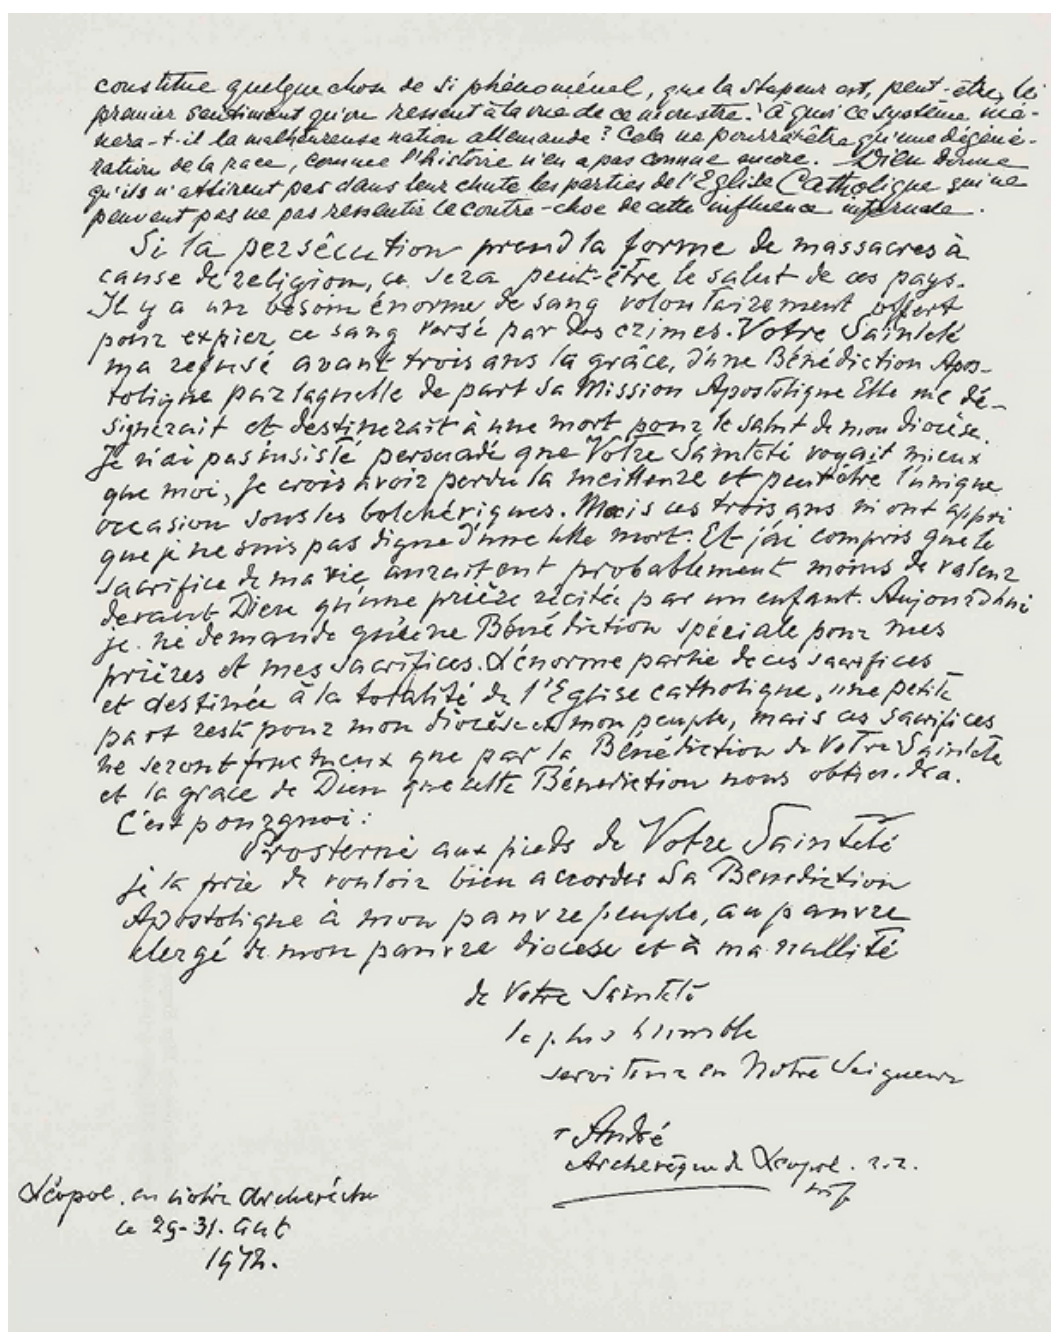 constitue quelque chose de si phénoménal, que la stupeur est, peut-être, le
premier sentiment qu'on ressent à la vue de ce monstre. À quoi ce système mè-
nera-t-il la malheureuse nation allemande? Cela ne pourra être qu'une dégéné-
ration de la race, comme l'histoire n'en a pas connue encore. Dieu donne
qu'ils n'attirent pas dans leur chute les parties de l'Eglise Catholique qui ne
peuvent pas ne pas ressentir le contre-choc de cette influence infernale.
Si la persécution prend la forme de massacres à
cause de religion, ce sera peut-être le salut de ces pays.
Il y a un besoin énorme de sang volontairement offert
pour expier ce sang versé par des crimes. Votre Sainteté
m'a refusé avant trois ans la grâce, d'une Bénédiction Apos-
tolique par laquelle de part Sa Mission Apostolique Elle me dé-
signerait et destinerait à une mort pour le salut de mon diocèse.
Je n'ai pas insisté persuadé que Votre Sainteté voyait mieux
que moi, je crois avoir perdu la meilleure et peutêtre l'unique
occasion sous les bolchéviques. Mais ces trois ans m'ont appri
que je ne suis pas digne d'une telle mort. Et j'ai compris que le
sacrifice de ma vie aurait eut probablement moins de valeur
devant Dieu qu'une prière récitée par un enfant. Aujourd'hui
je ne demande qu'une Bénédiction spéciale pour mes
prières et mes sacrifices. L'énorme partie de ces sacrifices
et destinée à la totalité de l'Eglise catholique, une petite
part reste pour mon diocèse et mon peuple, mais ces sacrifices
ne seront fructueux que par la Bénédiction de Votre Sainteté
et la grace de Dieu que cette Bénédiction nous obtiendra.
C'est pourquoi:
Prosterné aux pieds de Votre Sainteté
je la prie de vouloir bien accorder Sa Benediction
Apostolique à mon pauvre peuple, au pauvre
clergé de mon pauvre diocèse et à ma nullité
de Votre Sainteté
le plus humble
serviteur en Notre Seigneur
† André
Archevêque de Léopol. r.r.
mp
Léopol. en notre Archevêché
ce 29-31. Aut
1942.